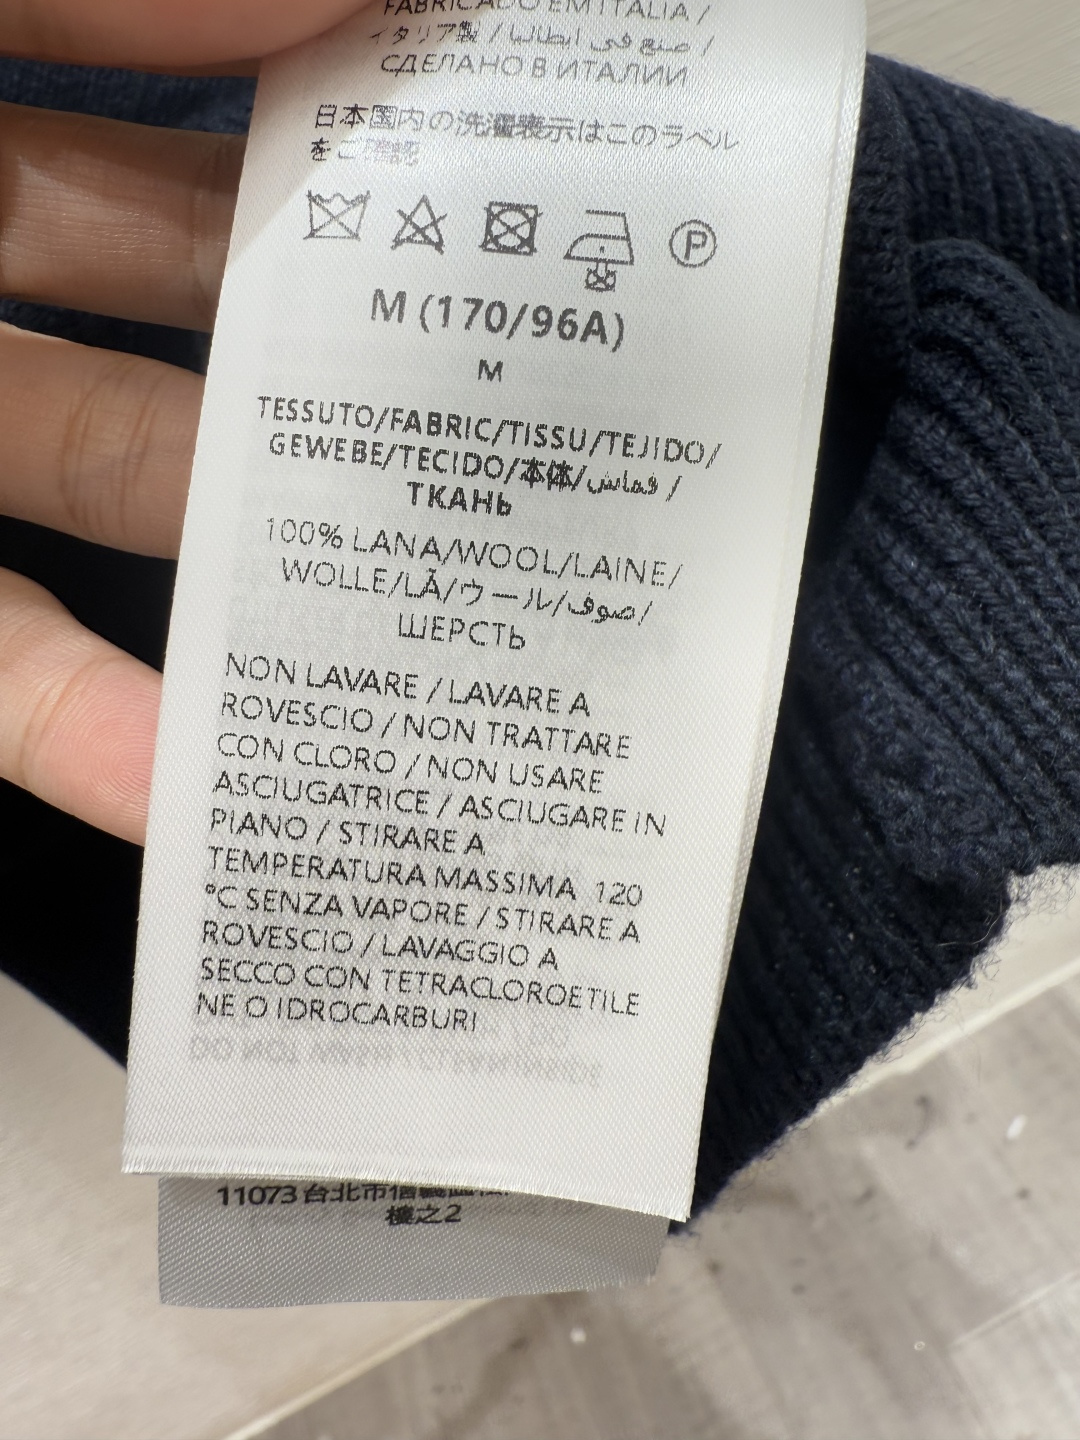 FABRICADO EM ITALIA /
イタリア製 / صنع في ايطاليا /
СДЕЛАНО В ИТАЛИИ
日本国内の洗濯表示はこのラベル
をご確認
P
M (170/96A)
M
TESSUTO/FABRIC/TISSU/TEJIDO/
GEWEBE/TECIDO/本体/قماش /
ТКАНЬ
100% LANA/WOOL/LAINE/
WOLLE/LÃ/ウール/صوف/
ШЕРСТЬ
NON LAVARE / LAVARE A
ROVESCIO / NON TRATTARE
CON CLORO / NON USARE
ASCIUGATRICE / ASCIUGARE IN
PIANO / STIRARE A
TEMPERATURA MASSIMA 120
°C SENZA VAPORE / STIRARE A
ROVESCIO / LAVAGGIO A
SECCO CON TETRACLOROETILE
NE O IDROCARBURI
11073 台北市信義
樓之2